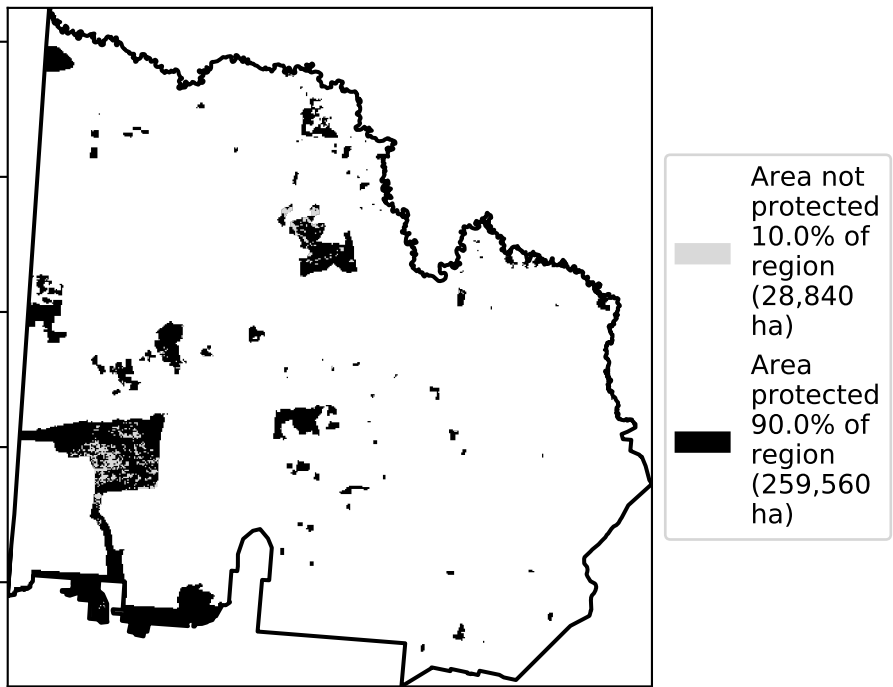 Area not
protected
10.0% of
region
(28,840
ha)
Area
protected
90.0% of
region
(259,560
ha)